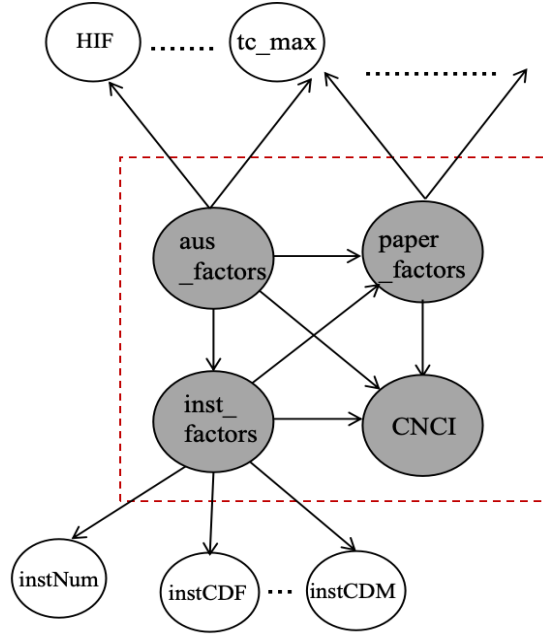 HIF ....... tc_max
.............
aus
_factors
paper
_factors
inst_
factors
CNCI
instNum
instCDF ... instCDM